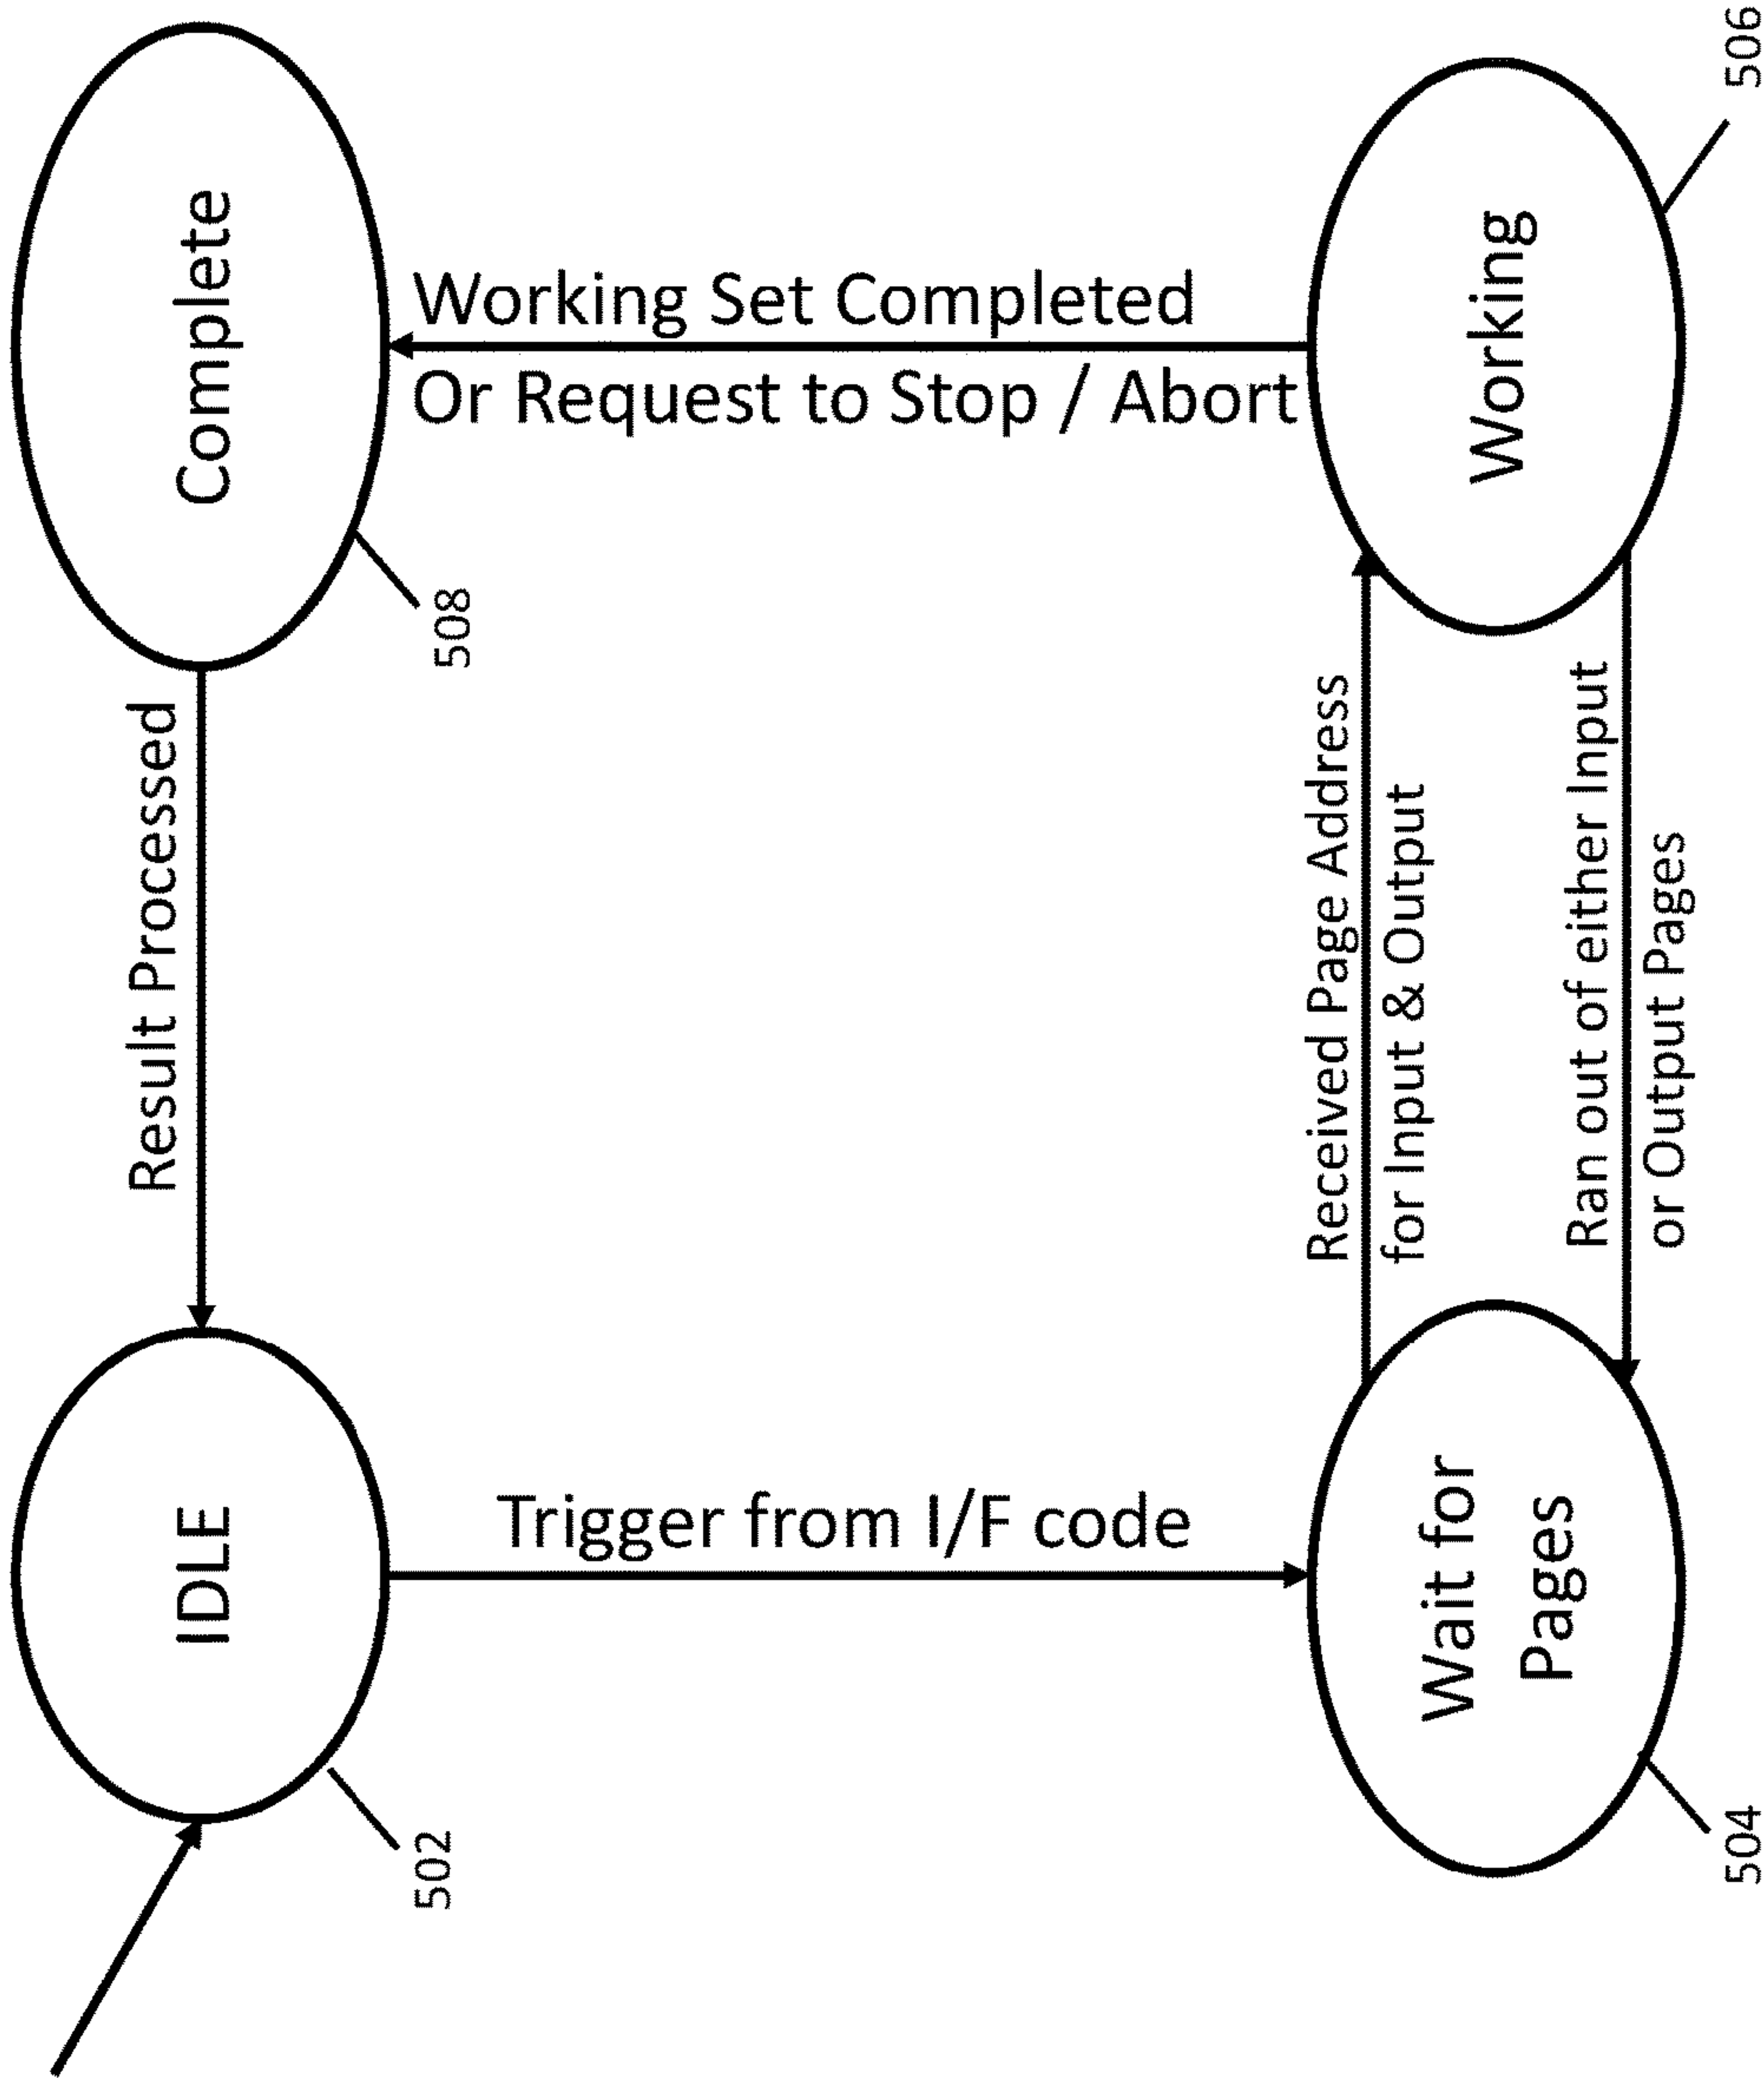 IDLE
502
Result Processed
Complete
508
Trigger from I/F code
Working Set Completed
Or Request to Stop / Abort
Wait for
Pages
504
Received Page Address
for Input & Output
Ran out of either Input
or Output Pages
Working
506